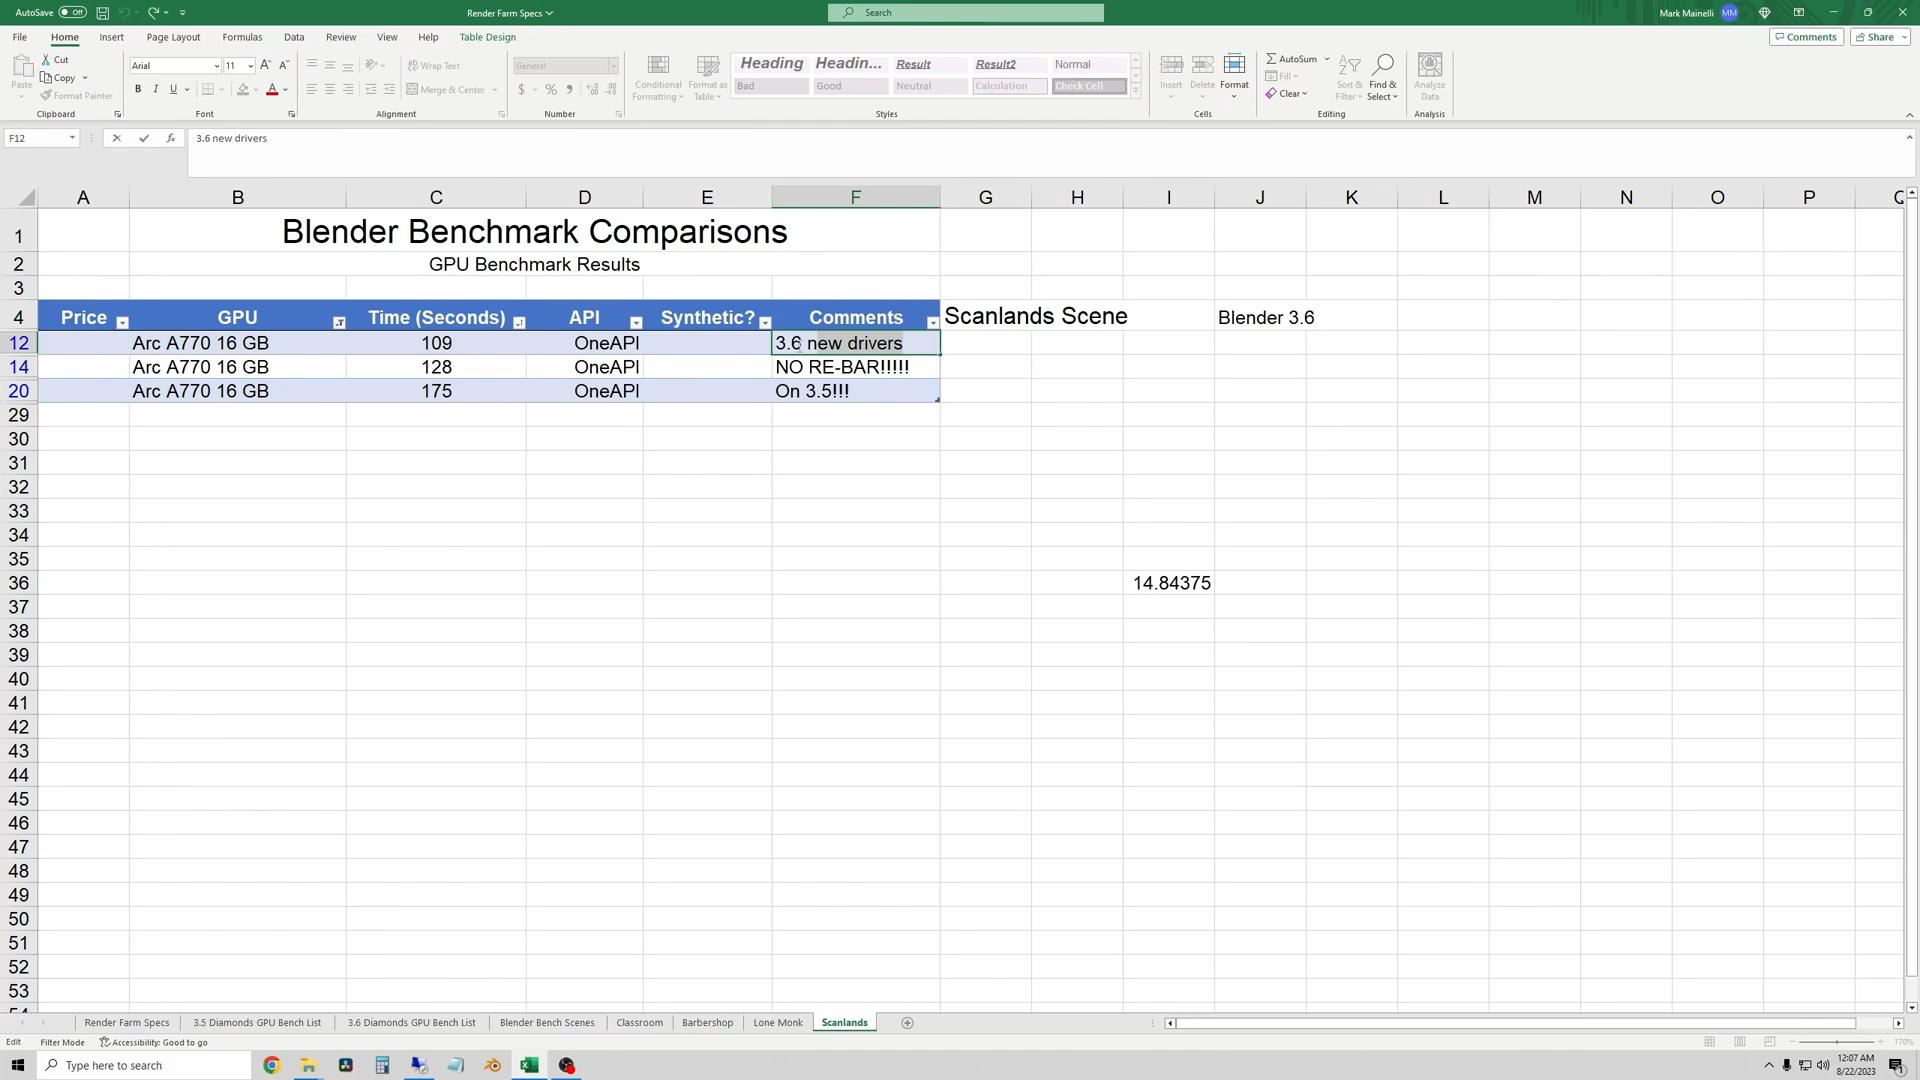 AutoSave Off Render Farm Specs Search Mark Mainelli MM
File Home Insert Page Layout Formulas Data Review View Help Table Design Comments Share
Paste Cut Copy Format Painter Clipboard
Arial 11 B I U A Font
Wrap Text Merge & Center Alignment
General $ % Number
Conditional Formatting Format as Table
Heading Headin... Result Result2 Normal
Bad Good Neutral Calculation Check Cell
Styles
Insert Delete Format Cells
AutoSum Fill Clear Sort & Filter Find & Select Editing
Analyze Data Analysis
F12 fx 3.6 new drivers
A B C D E F G H I J K L M N O P
1 Blender Benchmark Comparisons
2 GPU Benchmark Results
3
4 Price GPU Time (Seconds) API Synthetic? Comments Scanlands Scene Blender 3.6
12 Arc A770 16 GB 109 OneAPI 3.6 new drivers
14 Arc A770 16 GB 128 OneAPI NO RE-BAR!!!!!
20 Arc A770 16 GB 175 OneAPI On 3.5!!!
29
30
31
32
33
34
35
36 14.84375
37
38
39
40
41
42
43
44
45
46
47
48
49
50
51
52
53
Render Farm Specs 3.5 Diamonds GPU Bench List 3.6 Diamonds GPU Bench List Blender Bench Scenes Classroom Barbershop Lone Monk Scanlands
Edit Filter Mode Accessibility: Good to go 170%
Type here to search 12:07 AM
8/22/2023